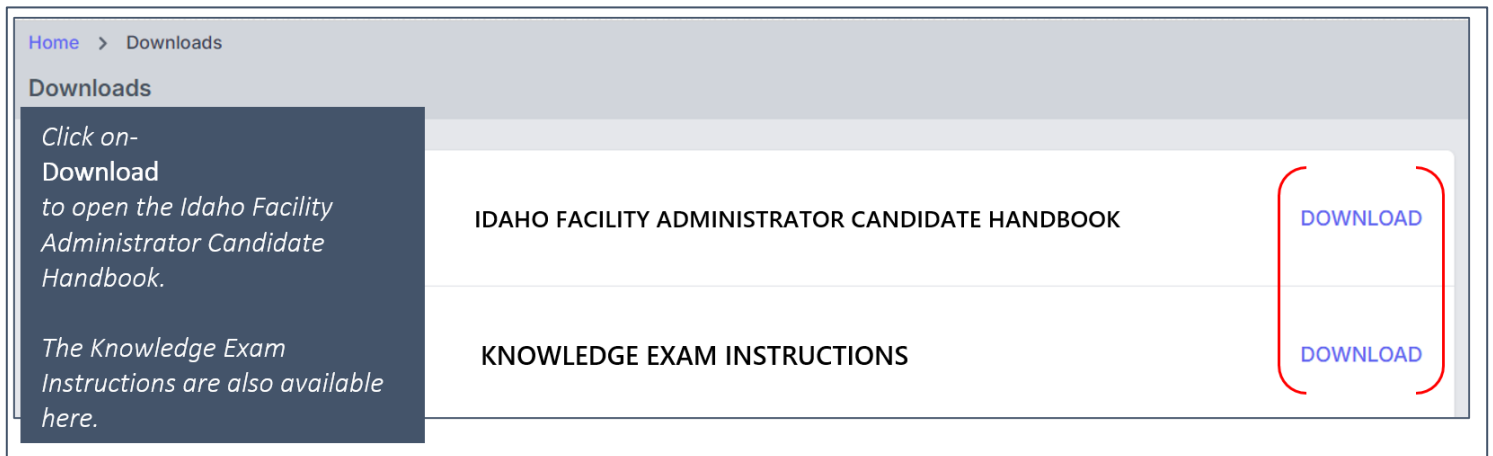 Home > Downloads
Downloads
Click on-
Download
to open the Idaho Facility
Administrator Candidate
Handbook.
The Knowledge Exam
Instructions are also available
here.
IDAHO FACILITY ADMINISTRATOR CANDIDATE HANDBOOK DOWNLOAD
KNOWLEDGE EXAM INSTRUCTIONS DOWNLOAD